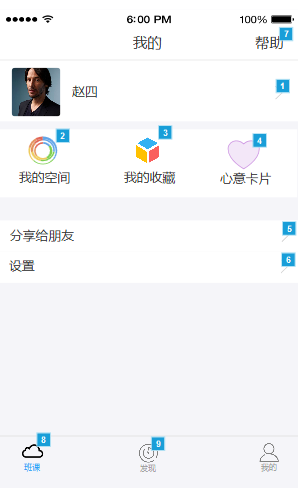 6:00 PM 100%
我的 帮助 7
赵四 1
2 3 4
我的空间 我的收藏 心意卡片
分享给朋友 5
设置 6
8 9
班课 发现 我的